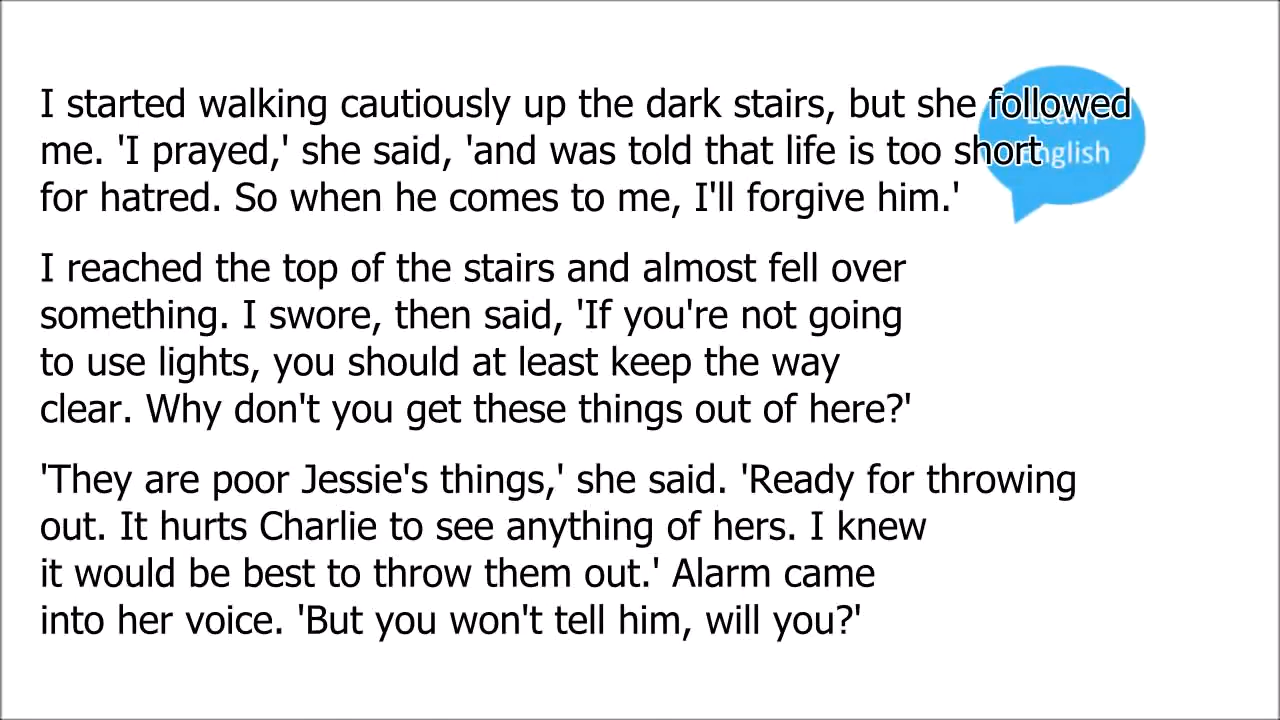 I started walking cautiously up the dark stairs, but she followed
me. 'I prayed,' she said, 'and was told that life is too short
for hatred. So when he comes to me, I'll forgive him.'
I reached the top of the stairs and almost fell over
something. I swore, then said, 'If you're not going
to use lights, you should at least keep the way
clear. Why don't you get these things out of here?'
'They are poor Jessie's things,' she said. 'Ready for throwing
out. It hurts Charlie to see anything of hers. I knew
it would be best to throw them out.' Alarm came
into her voice. 'But you won't tell him, will you?'
Learn
English